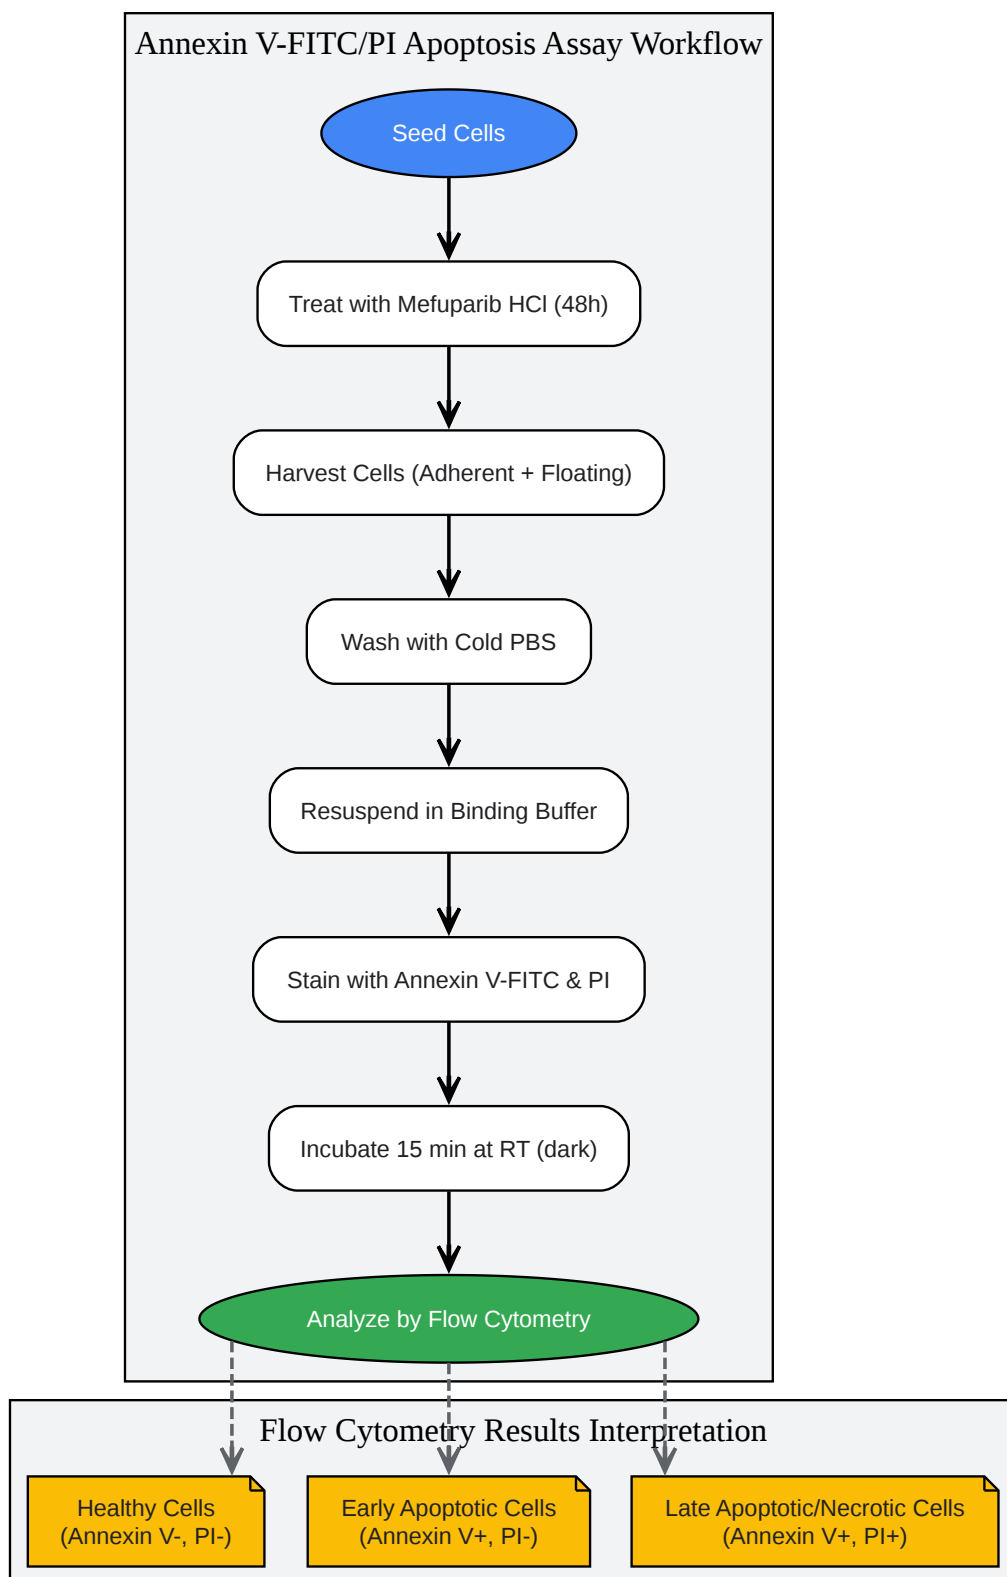 Annexin V-FITC/PI Apoptosis Assay Workflow
Seed Cells
Treat with Mefuparib HCl (48h)
Harvest Cells (Adherent + Floating)
Wash with Cold PBS
Resuspend in Binding Buffer
Stain with Annexin V-FITC & PI
Incubate 15 min at RT (dark)
Analyze by Flow Cytometry
Flow Cytometry Results Interpretation
Healthy Cells
(Annexin V-, PI-)
Early Apoptotic Cells
(Annexin V+, PI-)
Late Apoptotic/Necrotic Cells
(Annexin V+, PI+)